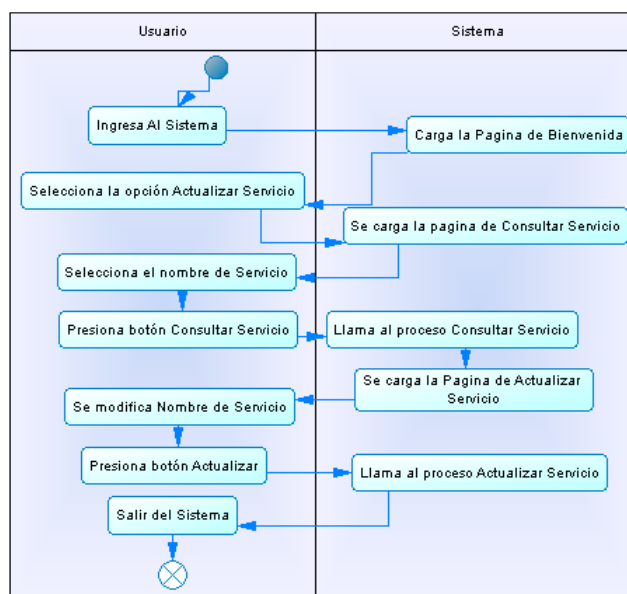 Usuario
Sistema
Ingresa Al Sistema
Carga la Pagina de Bienvenida
Selecciona la opción Actualizar Servicio
Se carga la pagina de Consultar Servicio
Selecciona el nombre de Servicio
Presiona botón Consultar Servicio
Llama al proceso Consultar Servicio
Se carga la Pagina de Actualizar
Servicio
Se modifica Nombre de Servicio
Presiona botón Actualizar
Llama al proceso Actualizar Servicio
Salir del Sistema